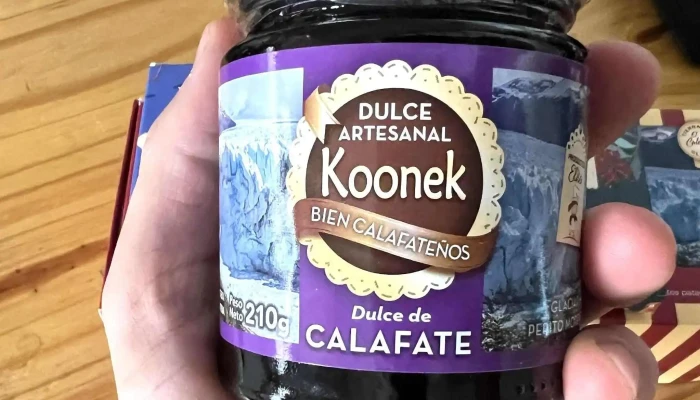 DULCE
ARTESANAL
Koonek
BIEN CALAFATEÑOS
Peso
Neto 210g
Dulce de
CALAFATE